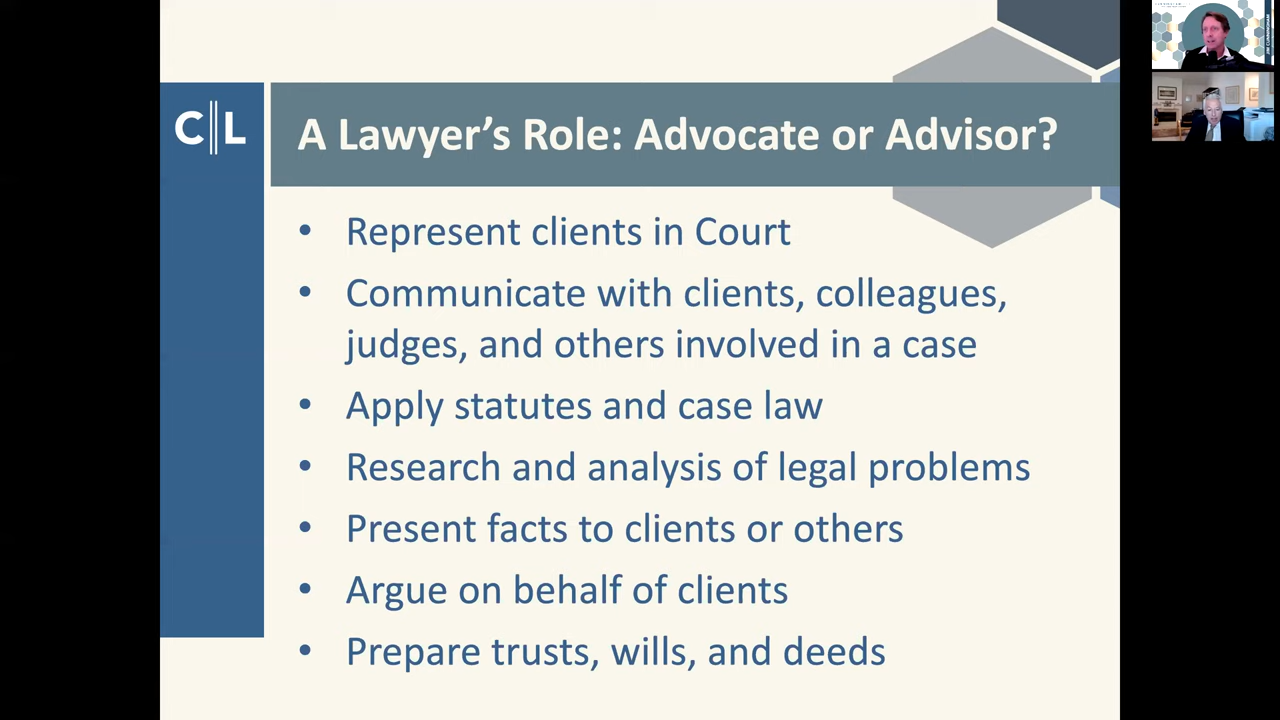 C||L
A Lawyer's Role: Advocate or Advisor?
• Represent clients in Court
• Communicate with clients, colleagues,
judges, and others involved in a case
• Apply statutes and case law
• Research and analysis of legal problems
• Present facts to clients or others
• Argue on behalf of clients
• Prepare trusts, wills, and deeds